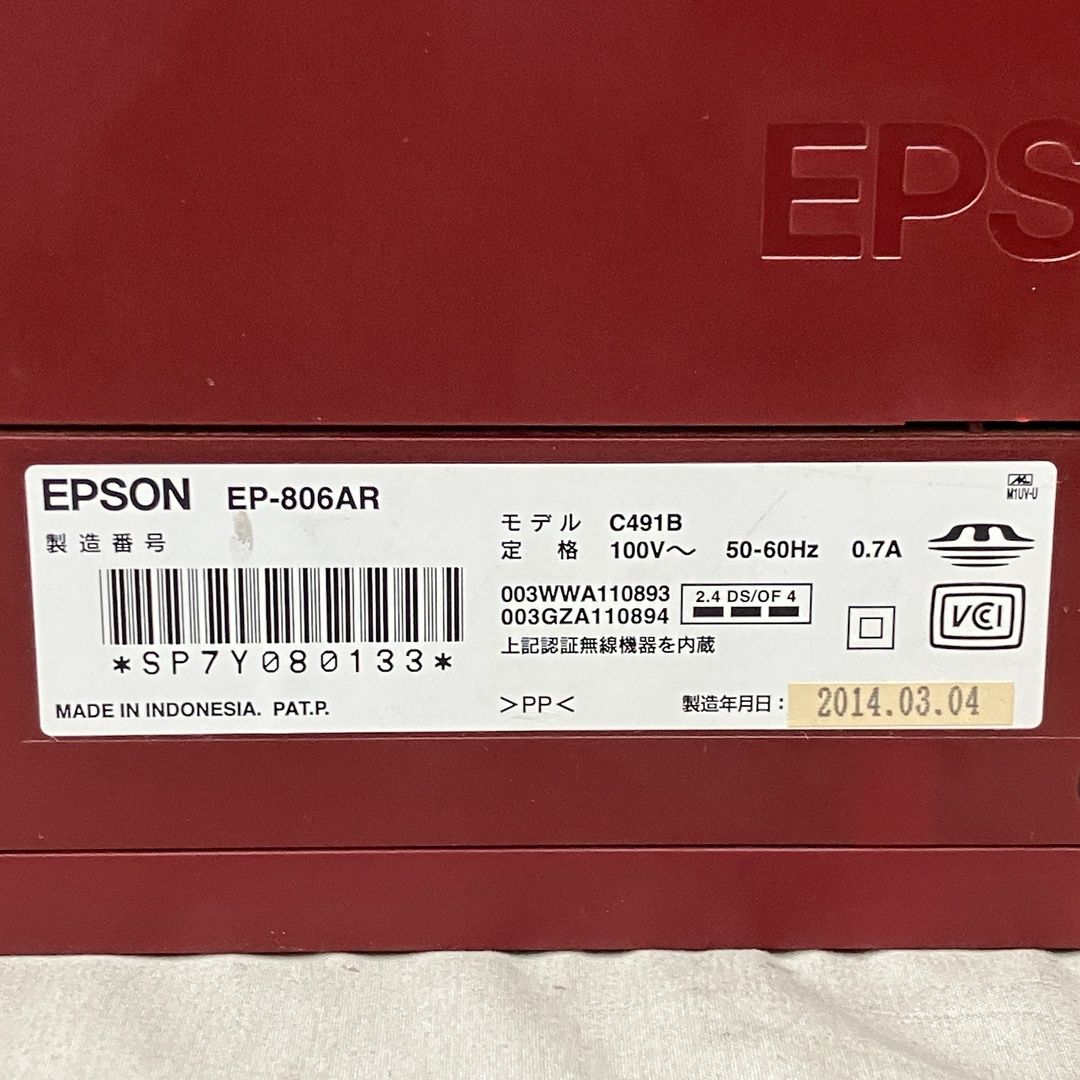 EPS
EPSON EP-806AR
製造番号
*SP7Y080133*
MADE IN INDONESIA. PAT.P.
モデル C491B
定格 100V～ 50-60Hz 0.7A
003WWA110893
003GZA110894
2.4 DS/OF 4
上記認証無線機器を内蔵
>PP<
製造年月日： 2014.03.04
M1UV-U
VCI